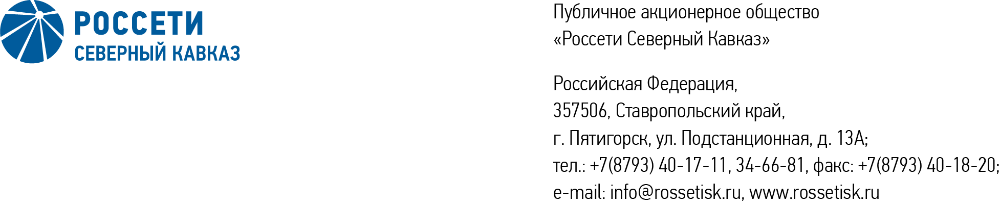 РОССЕТИ
СЕВЕРНЫЙ КАВКАЗ
Публичное акционерное общество
«Россети Северный Кавказ»
Российская Федерация,
357506, Ставропольский край,
г. Пятигорск, ул. Подстанционная, д. 13А;
тел.: +7(8793) 40-17-11, 34-66-81, факс: +7(8793) 40-18-20;
e-mail: info@rossetisk.ru, www.rossetisk.ru